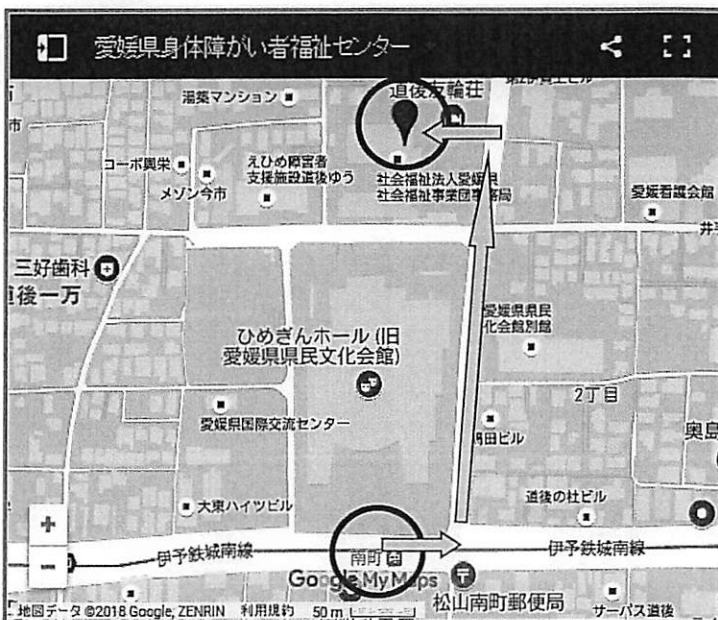 愛媛県身体障がい者福祉センター
湯築マンション
道後友輪荘
市
コーポ興栄
メゾン今市
えひめ障害者
支援施設道後ゆう
社会福祉法人愛媛県
社会福祉事業団事務局
愛媛看護会館
三好歯科
道後一万
ひめぎんホール (旧
愛媛県県民文化会館)
愛媛県県民
化会館別館
2丁目
愛媛県国際交流センター
奥島
大東ハイツビル
道後の杜ビル
+
−
伊予鉄城南線
南町
伊予鉄城南線
Google My Maps
松山南町郵便局
サーパス道後
地図データ ©2018 Google, ZENRIN 利用規約 50 m